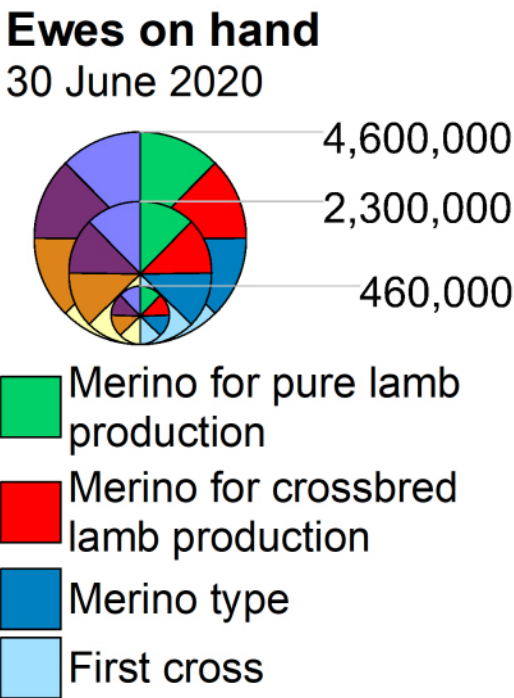 Ewes on hand
30 June 2020
4,600,000
2,300,000
460,000
Merino for pure lamb
production
Merino for crossbred
lamb production
Merino type
First cross